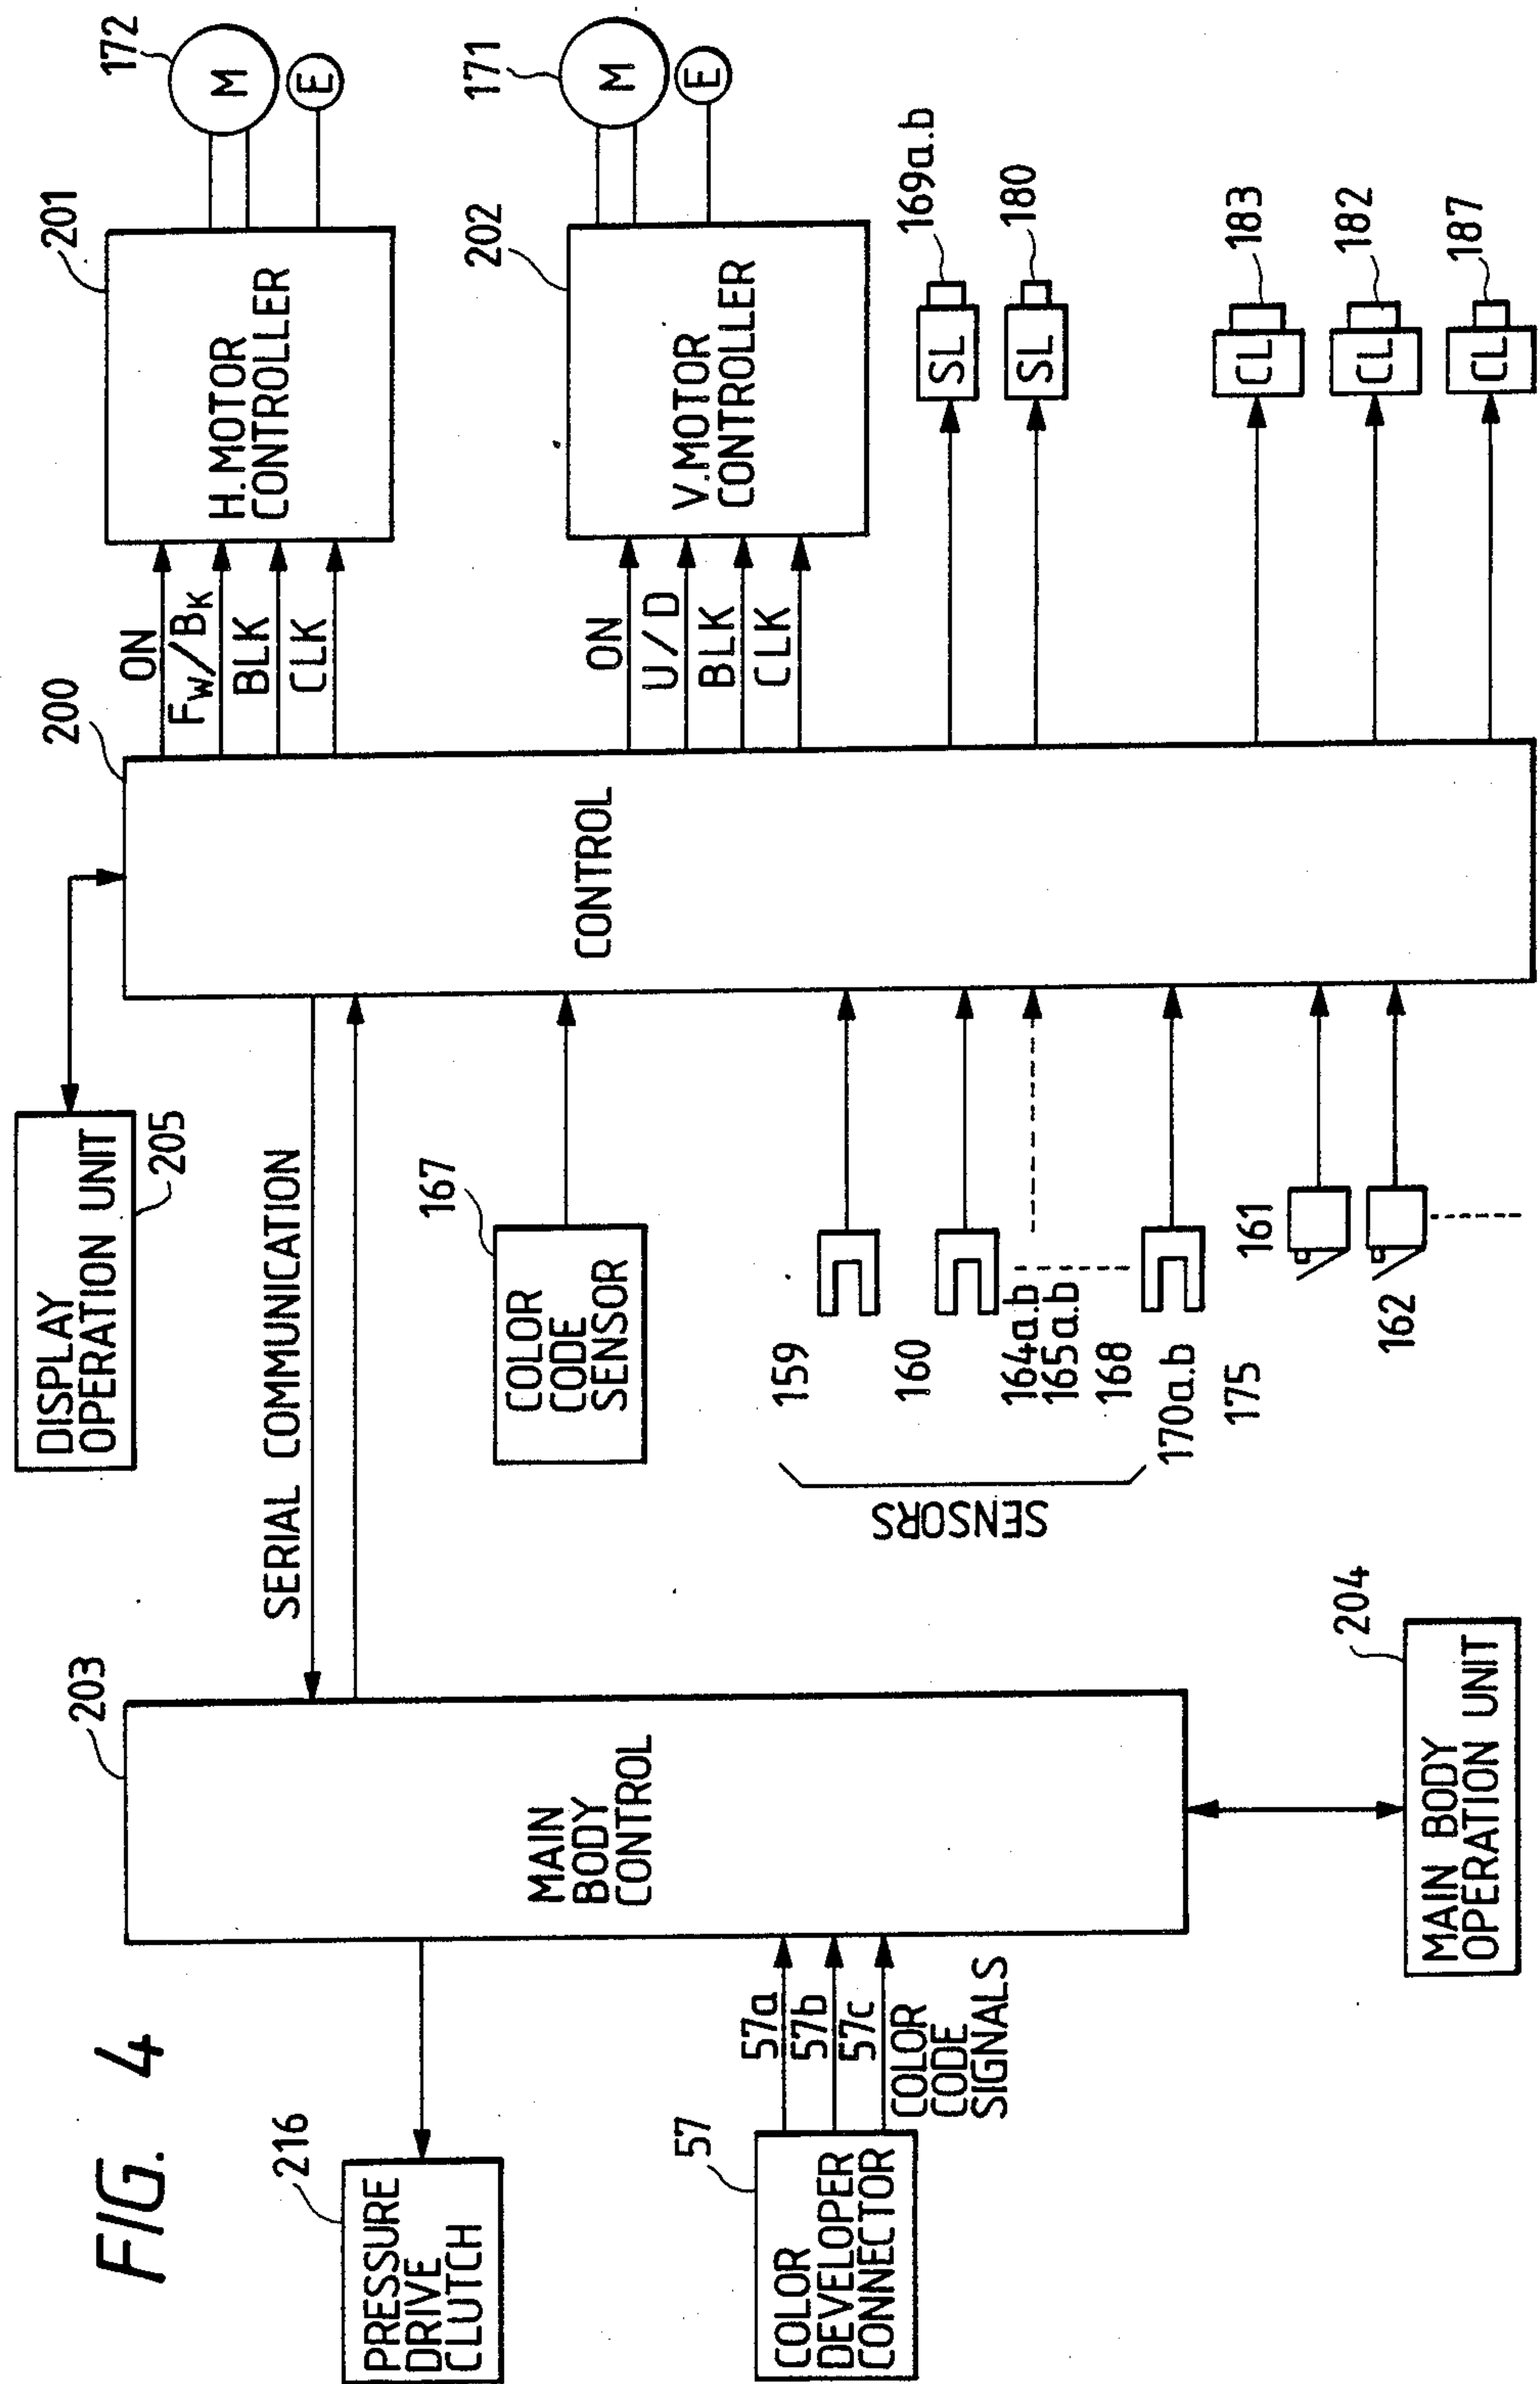 FIG. 4
DISPLAY
OPERATION UNIT
205
SERIAL COMMUNICATION
203
MAIN
BODY
CONTROL
216
PRESSURE
DRIVE
CLUTCH
57
COLOR
DEVELOPER
CONNECTOR
57a
57b
57c
COLOR
CODE
SIGNALS
204
MAIN BODY
OPERATION UNIT
167
COLOR
CODE
SENSOR
SENSORS
159
160
164a.b
165a.b
168
170a.b
175
161
162
200
CONTROL
ON
FW/BK
BLK
CLK
201
H.MOTOR
CONTROLLER
172
M
E
ON
U/D
BLK
CLK
202
V.MOTOR
CONTROLLER
171
M
E
SL
169a.b
SL
180
CL
183
CL
182
CL
187